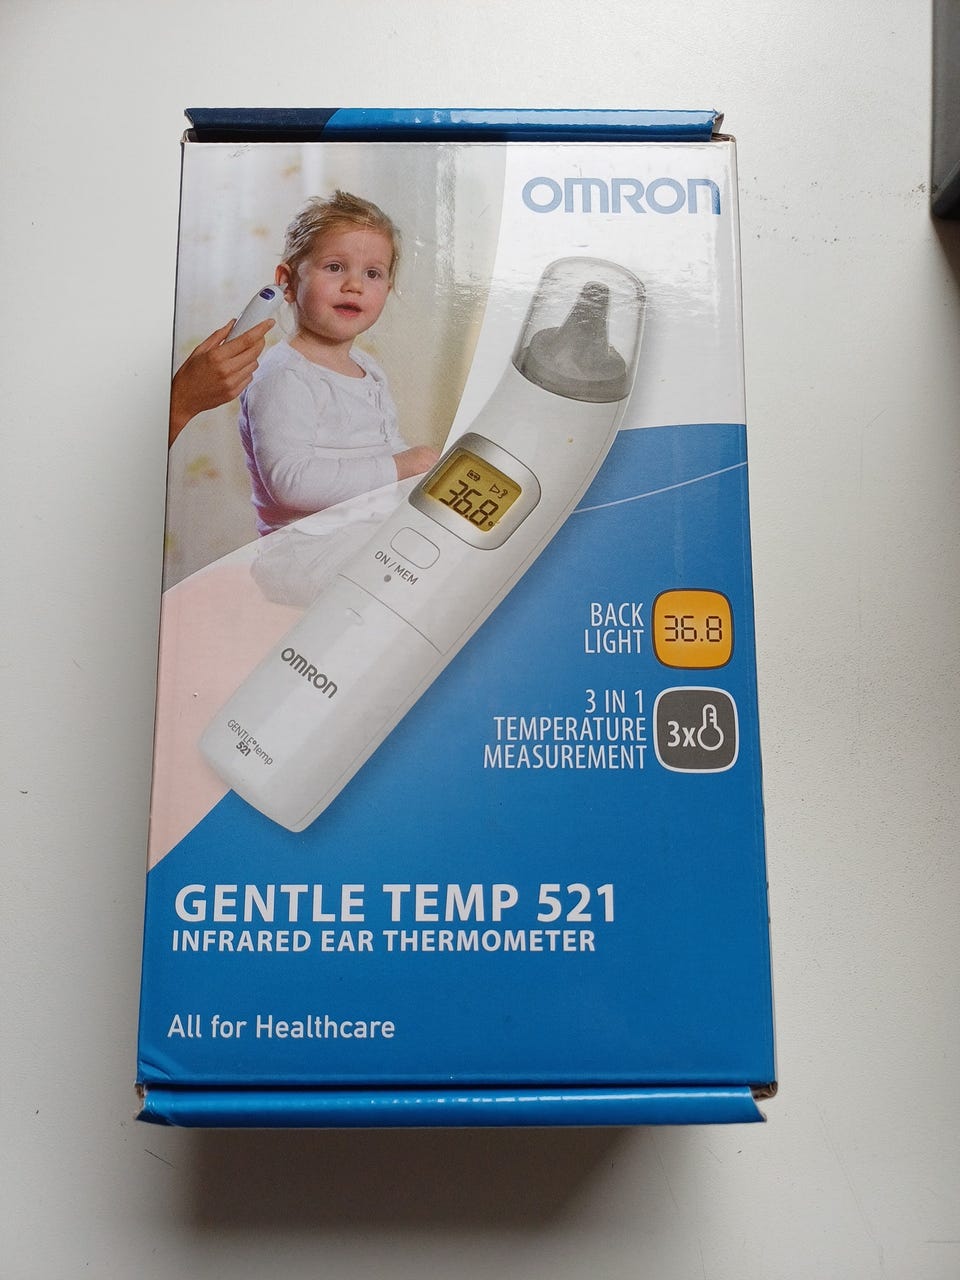 OMRON
36.8°
ON / MEM
OMRON
GENTLE°temp
521
BACK
LIGHT
36.8
3 IN 1
TEMPERATURE
MEASUREMENT
3x
GENTLE TEMP 521
INFRARED EAR THERMOMETER
All for Healthcare